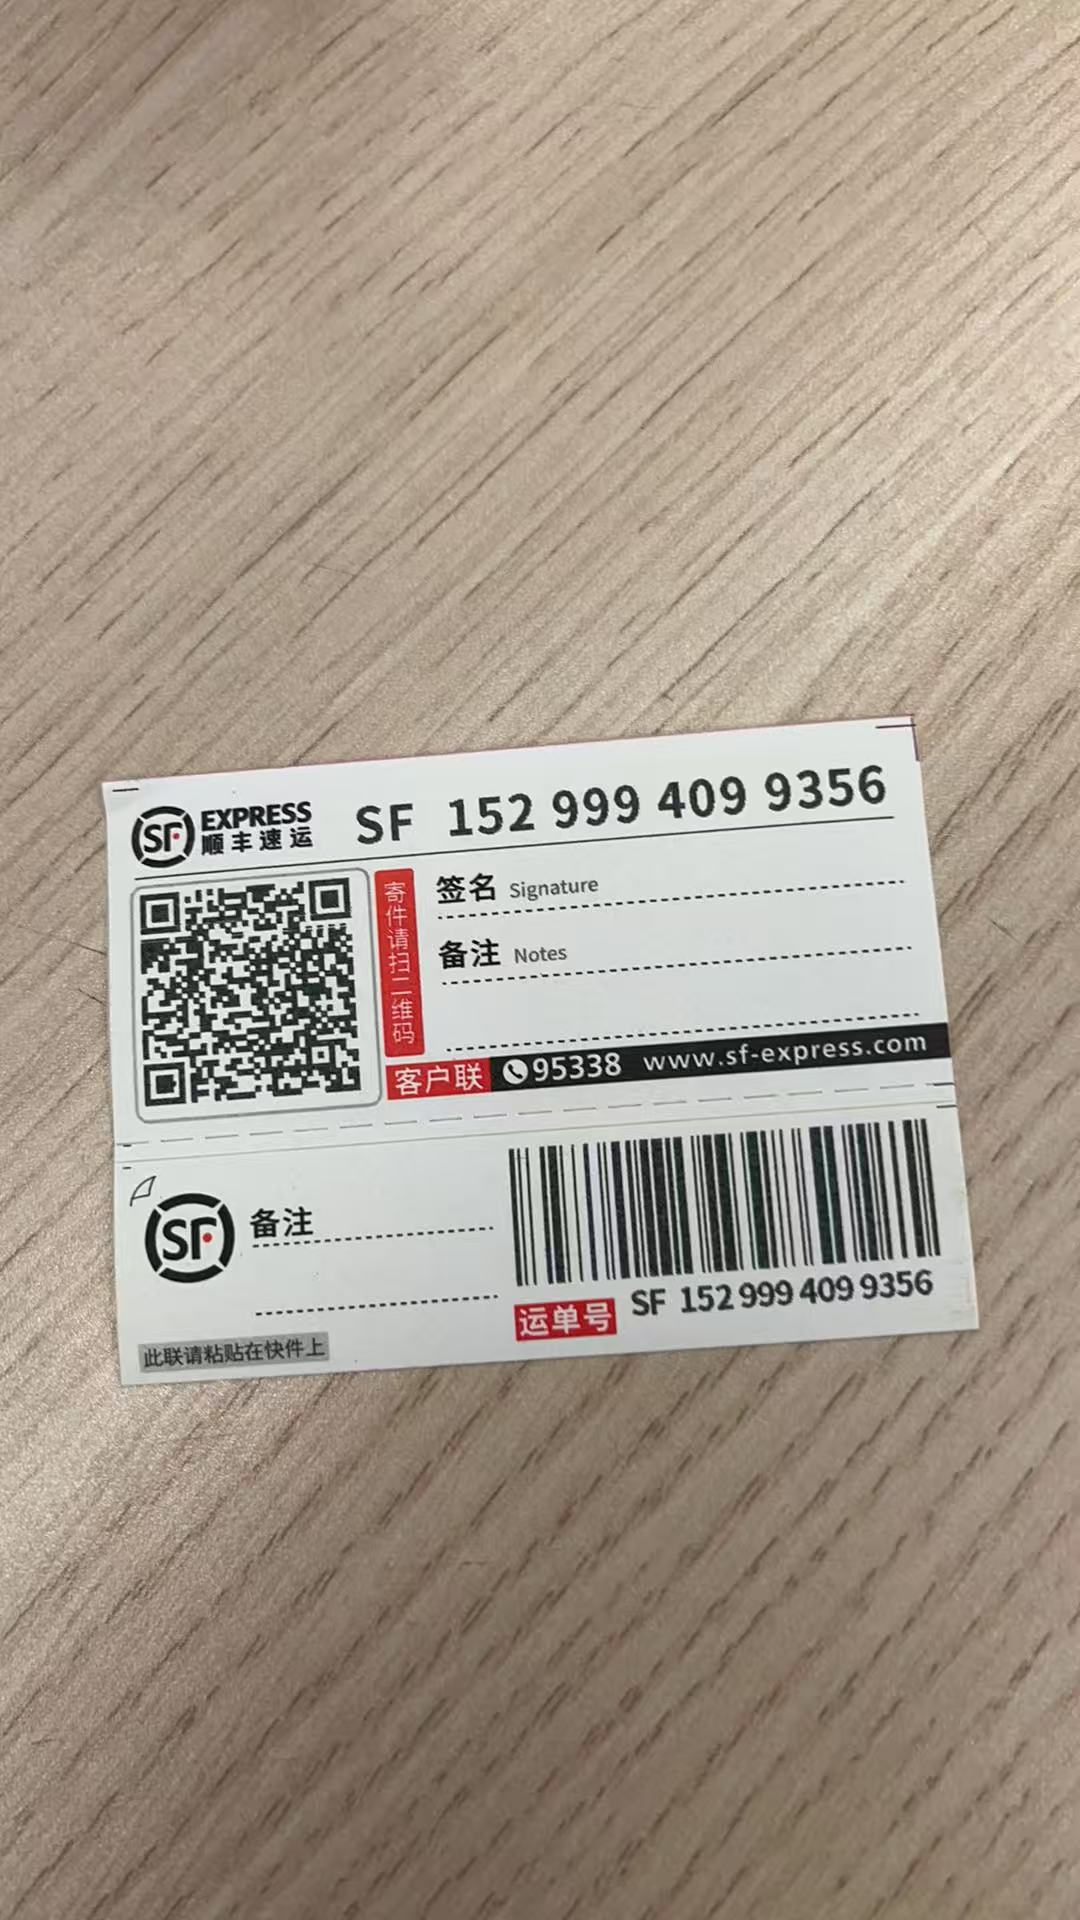 SF EXPRESS
顺丰速运
SF 152 999 409 9356
寄件请扫二维码
签名 Signature
备注 Notes
客户联 95338 www.sf-express.com
SF 备注
运单号 SF 152 999 409 9356
此联请粘贴在快件上